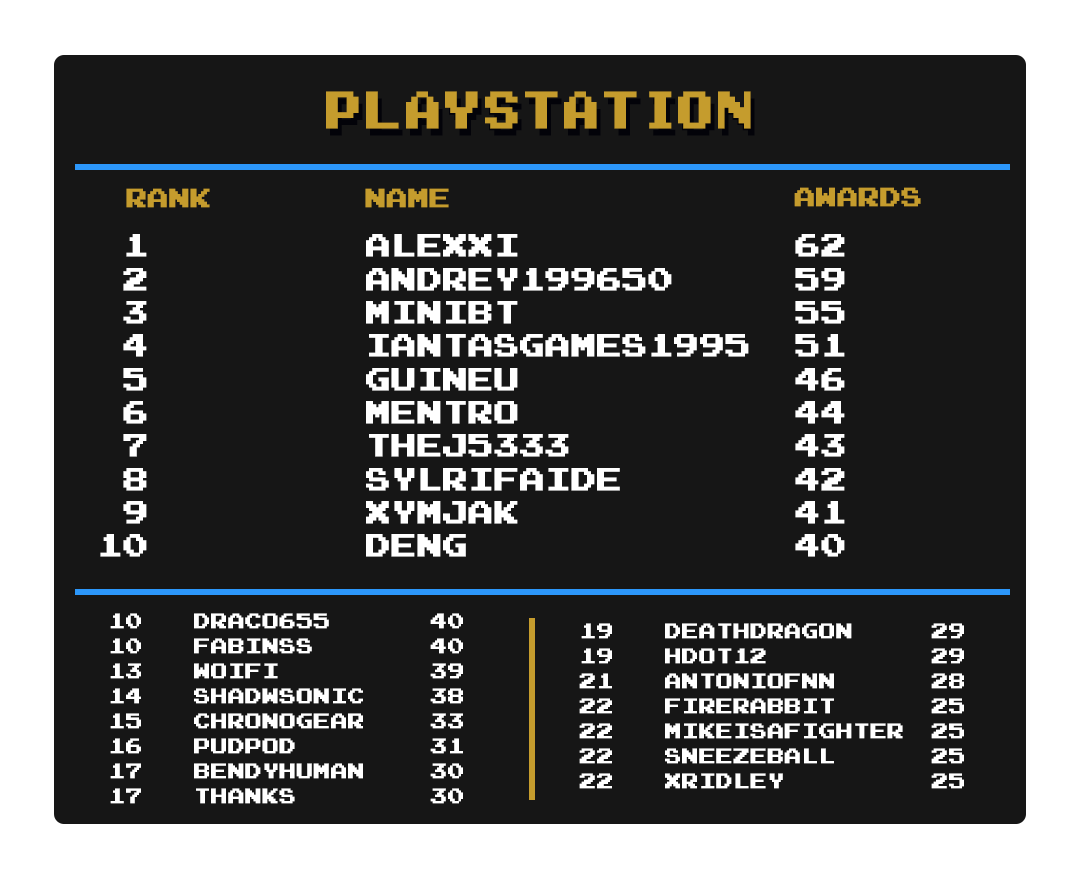 PLAYSTATION
RANK NAME AWARDS
1 ALEXXI 62
2 ANDREY199650 59
3 MINIBT 55
4 IANTASGAMES1995 51
5 GUINEU 46
6 MENTRO 44
7 THEJ5333 43
8 SYLRIFAIDE 42
9 XYMJAK 41
10 DENG 40
10 DRACO655 40
10 FABINSS 40
13 WOIFI 39
14 SHADWSONIC 38
15 CHRONOGEAR 33
16 PUDPOD 31
17 BENDYHUMAN 30
17 THANKS 30
19 DEATHDRAGON 29
19 HDOT12 29
21 ANTONIOFNN 28
22 FIRERABBIT 25
22 MIKEISAFIGHTER 25
22 SNEEZEBALL 25
22 XRIDLEY 25